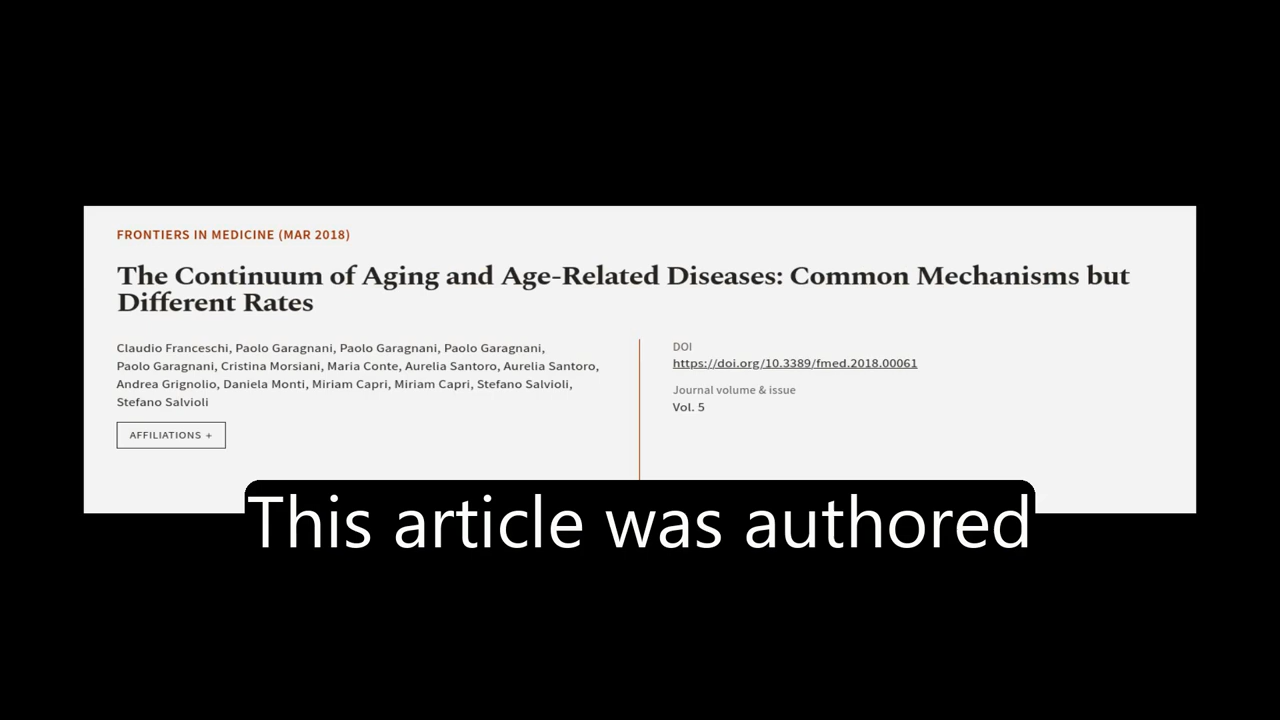 FRONTIERS IN MEDICINE (MAR 2018)
The Continuum of Aging and Age-Related Diseases: Common Mechanisms but
Different Rates
Claudio Franceschi, Paolo Garagnani, Paolo Garagnani, Paolo Garagnani,
Paolo Garagnani, Cristina Morsiani, Maria Conte, Aurelia Santoro, Aurelia Santoro,
Andrea Grignolio, Daniela Monti, Miriam Capri, Miriam Capri, Stefano Salvioli,
Stefano Salvioli
AFFILIATIONS +
DOI
https://doi.org/10.3389/fmed.2018.00061
Journal volume & issue
Vol. 5
This article was authored